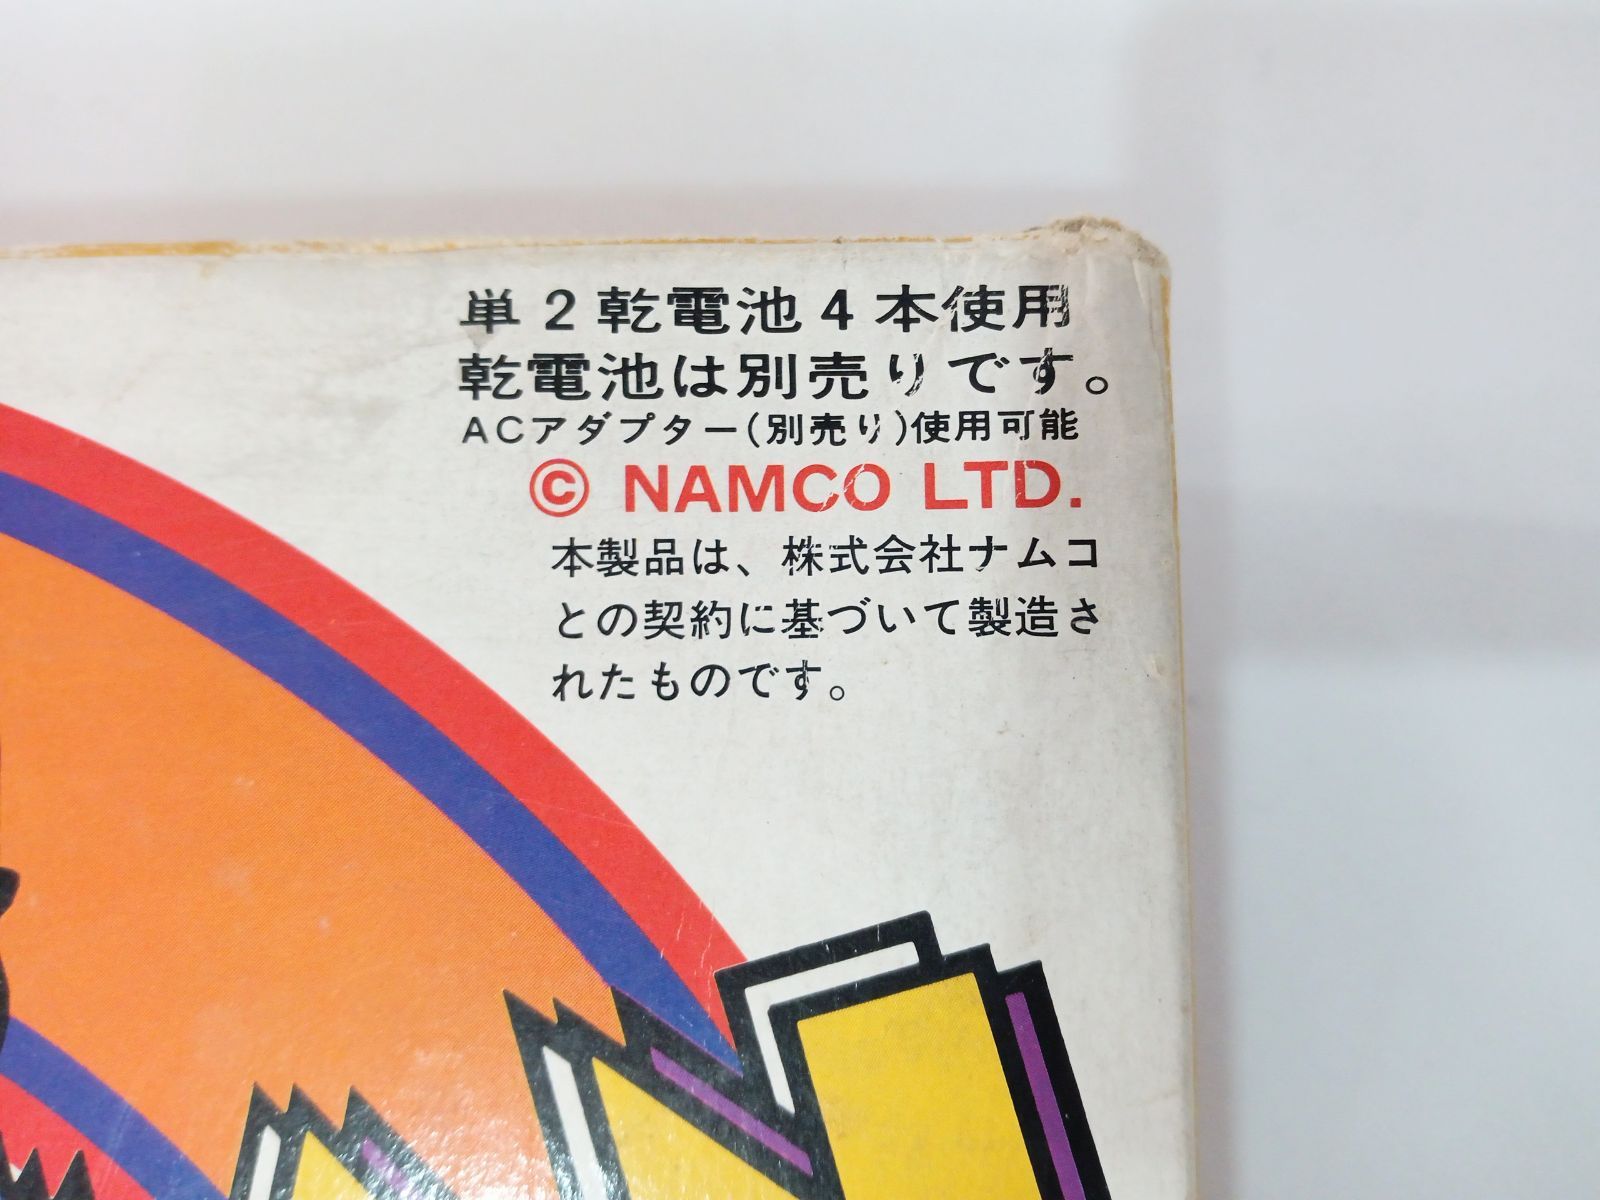 単2乾電池4本使用
乾電池は別売りです。
ACアダプター(別売り)使用可能
© NAMCO LTD.
本製品は、株式会社ナムコ
との契約に基づいて製造さ
れたものです。